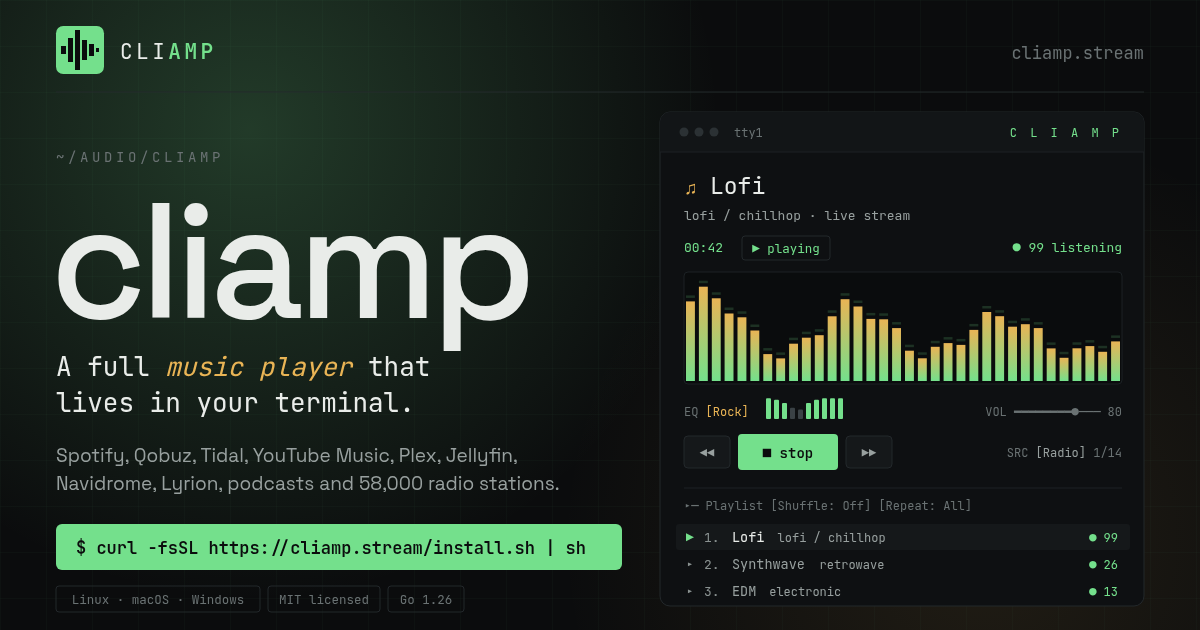 CLIAMP
cliamp.stream
~/AUDIO/CLIAMP
cliamp
A full music player that
lives in your terminal.
Spotify, Qobuz, Tidal, YouTube Music, Plex, Jellyfin,
Navidrome, Lyrion, podcasts and 58,000 radio stations.
$ curl -fsSL https://cliamp.stream/install.sh | sh
Linux · macOS · Windows
MIT licensed
Go 1.26
tty1
C L I A M P
♫ Lofi
lofi / chillhop · live stream
00:42 ▶ playing ● 99 listening
EQ [Rock] VOL 80
◀◀ ■ stop ▶▶ SRC [Radio] 1/14
▸— Playlist [Shuffle: Off] [Repeat: All]
▶ 1. Lofi lofi / chillhop ● 99
▸ 2. Synthwave retrowave ● 26
▸ 3. EDM electronic ● 13